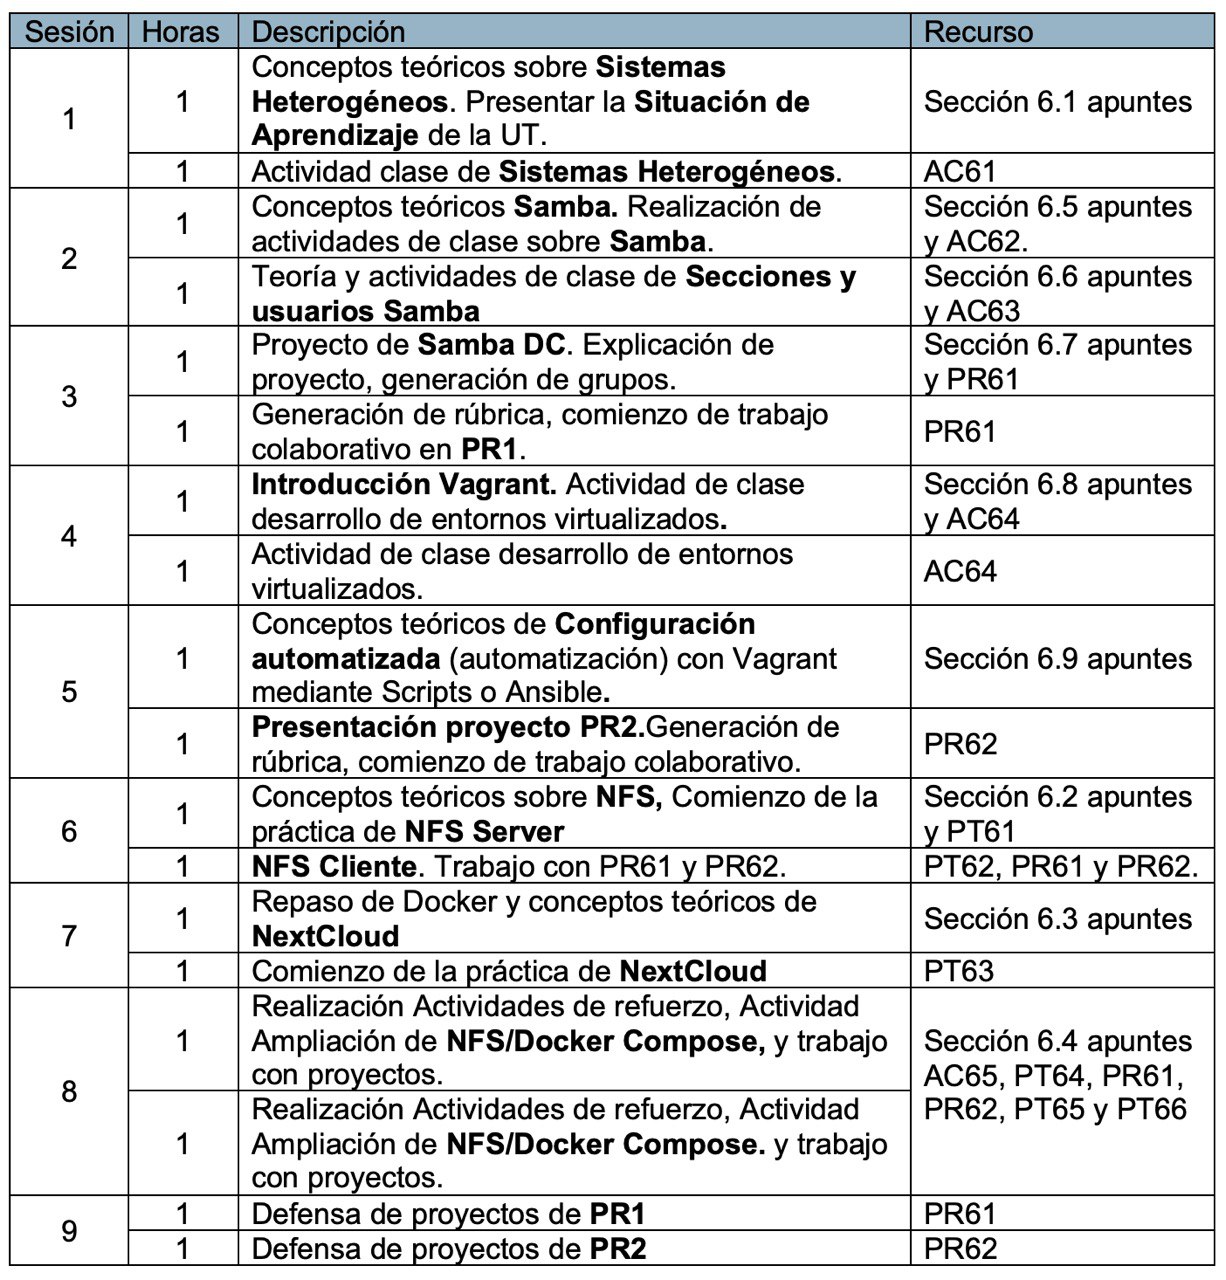 Sesión Horas Descripción Recurso
1
1
Conceptos teóricos sobre Sistemas
Heterogéneos. Presentar la Situación de
Aprendizaje de la UT.
Sección 6.1 apuntes
1 Actividad clase de Sistemas Heterogéneos. AC61
2
1
Conceptos teóricos Samba. Realización de
actividades de clase sobre Samba.
Sección 6.5 apuntes
y AC62.
1
Teoría y actividades de clase de Secciones y
usuarios Samba
Sección 6.6 apuntes
y AC63
3
1
Proyecto de Samba DC. Explicación de
proyecto, generación de grupos.
Sección 6.7 apuntes
y PR61
1
Generación de rúbrica, comienzo de trabajo
colaborativo en PR1.
PR61
4
1
Introducción Vagrant. Actividad de clase
desarrollo de entornos virtualizados.
Sección 6.8 apuntes
y AC64
1
Actividad de clase desarrollo de entornos
virtualizados.
AC64
5
1
Conceptos teóricos de Configuración
automatizada (automatización) con Vagrant
mediante Scripts o Ansible.
Sección 6.9 apuntes
1
Presentación proyecto PR2.Generación de
rúbrica, comienzo de trabajo colaborativo.
PR62
6
1
Conceptos teóricos sobre NFS, Comienzo de la
práctica de NFS Server
Sección 6.2 apuntes
y PT61
1 NFS Cliente. Trabajo con PR61 y PR62. PT62, PR61 y PR62.
7
1
Repaso de Docker y conceptos teóricos de
NextCloud
Sección 6.3 apuntes
1 Comienzo de la práctica de NextCloud PT63
8
1
Realización Actividades de refuerzo, Actividad
Ampliación de NFS/Docker Compose, y trabajo
con proyectos.
Sección 6.4 apuntes
AC65, PT64, PR61,
PR62, PT65 y PT66
1
Realización Actividades de refuerzo, Actividad
Ampliación de NFS/Docker Compose. y trabajo
con proyectos.
9
1 Defensa de proyectos de PR1 PR61
1 Defensa de proyectos de PR2 PR62